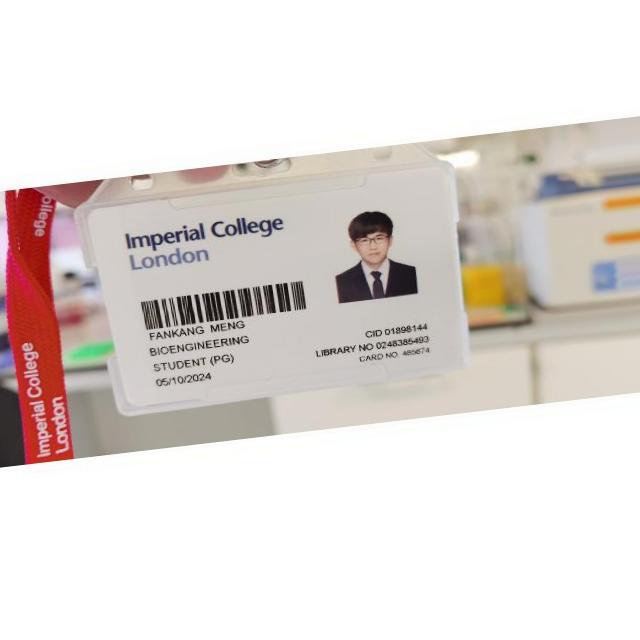 Imperial College
London
FANKANG MENG
BIOENGINEERING
STUDENT (PG)
05/10/2024
CID 01898144
LIBRARY NO 0248385493
CARD NO. 485674
Imperial College
London
College